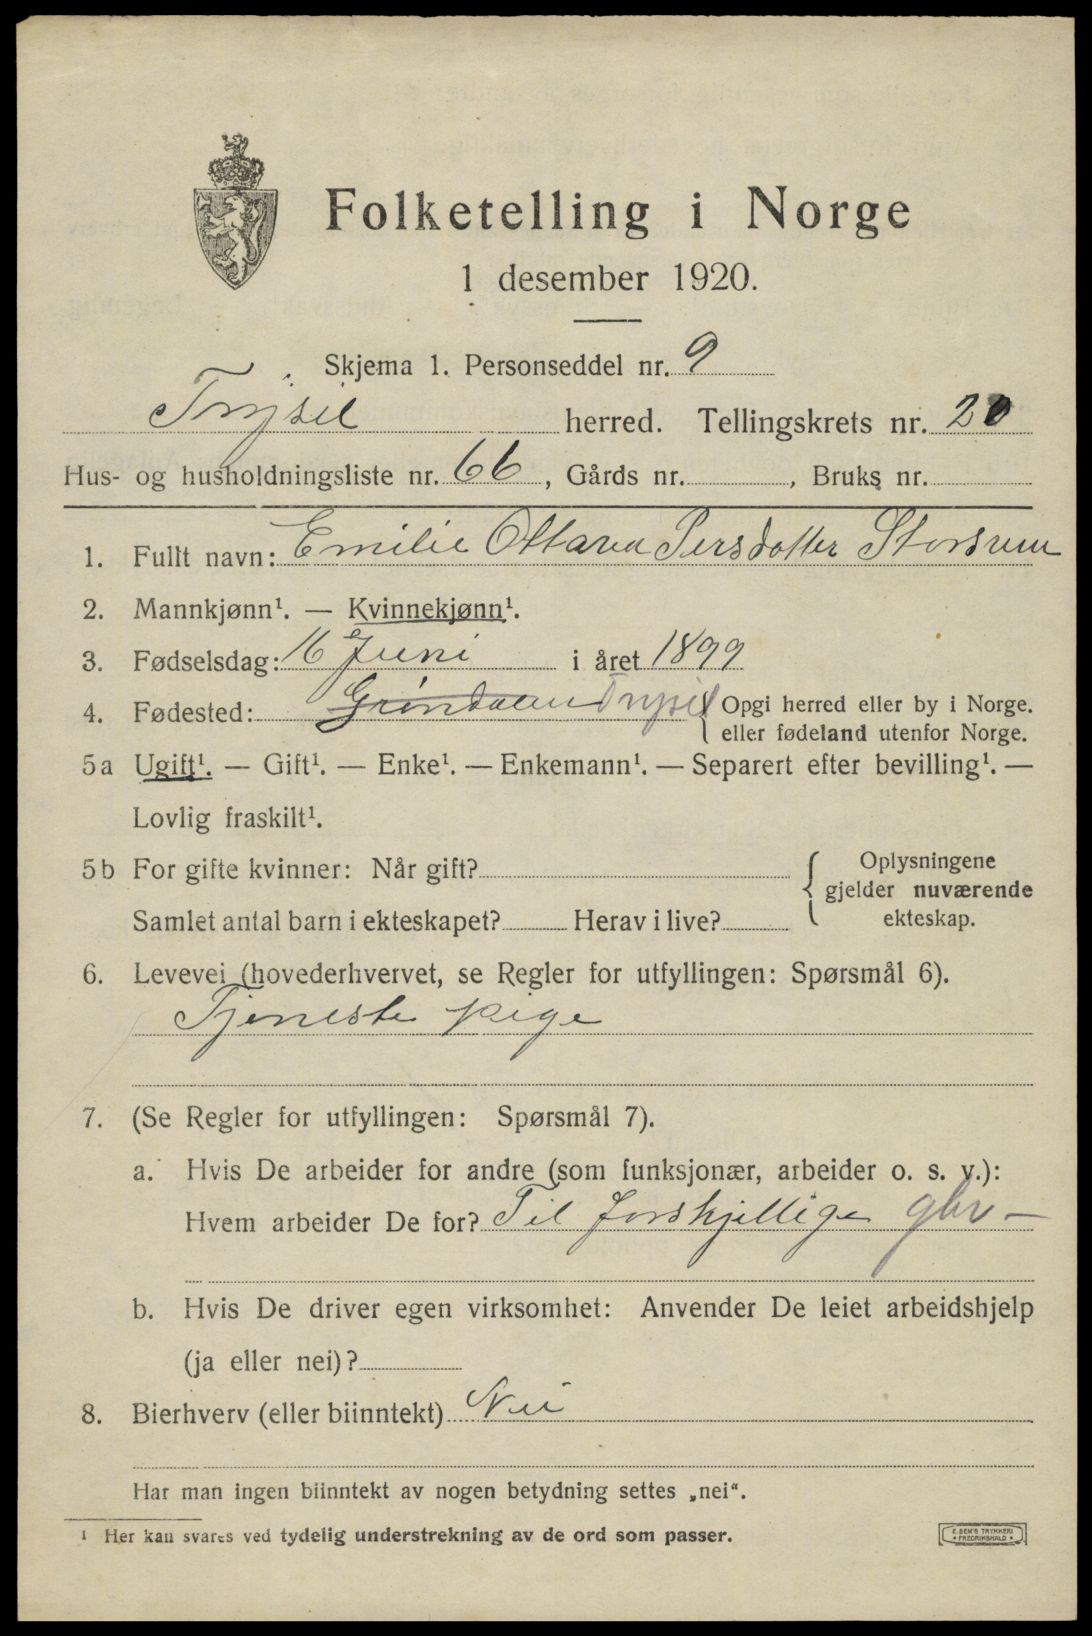 Folketelling i Norge
1 desember 1920.
Skjema 1. Personseddel nr. 9
Trysil herred. Tellingskrets nr. 20
Hus- og husholdningsliste nr. 66, Gårds nr. , Bruks nr.
1. Fullt navn: Emilie Ottava Persdotter
2. Mannkjønn¹. — Kvinnekjønn¹.
3. Fødselsdag: 16 Juni i året 1899
4. Fødested: Grøndalen Trysil { Opgi herred eller by i Norge.
eller fødeland utenfor Norge.
5a Ugift¹. — Gift¹. — Enke¹. — Enkemann¹. — Separert efter bevilling¹. —
Lovlig fraskilt¹.
5b For gifte kvinner: Når gift?
Samlet antal barn i ekteskapet? Herav i live?
{ Oplysningene
gjelder nuværende
ekteskap.
6. Levevei (hovederhvervet, se Regler for utfyllingen: Spørsmål 6).
Tjeneste pige
7. (Se Regler for utfyllingen: Spørsmål 7).
a. Hvis De arbeider for andre (som funksjonær, arbeider o. s. v.):
Hvem arbeider De for? Til forskjellige gbr –
b. Hvis De driver egen virksomhet: Anvender De leiet arbeidshjelp
(ja eller nei)?
8. Bierhverv (eller biinntekt) Nei
Har man ingen biinntekt av nogen betydning settes „nei“.
¹ Her kan svares ved tydelig understrekning av de ord som passer.
E. SEM'S TRYKKERI
• FREDRIKSHALD •